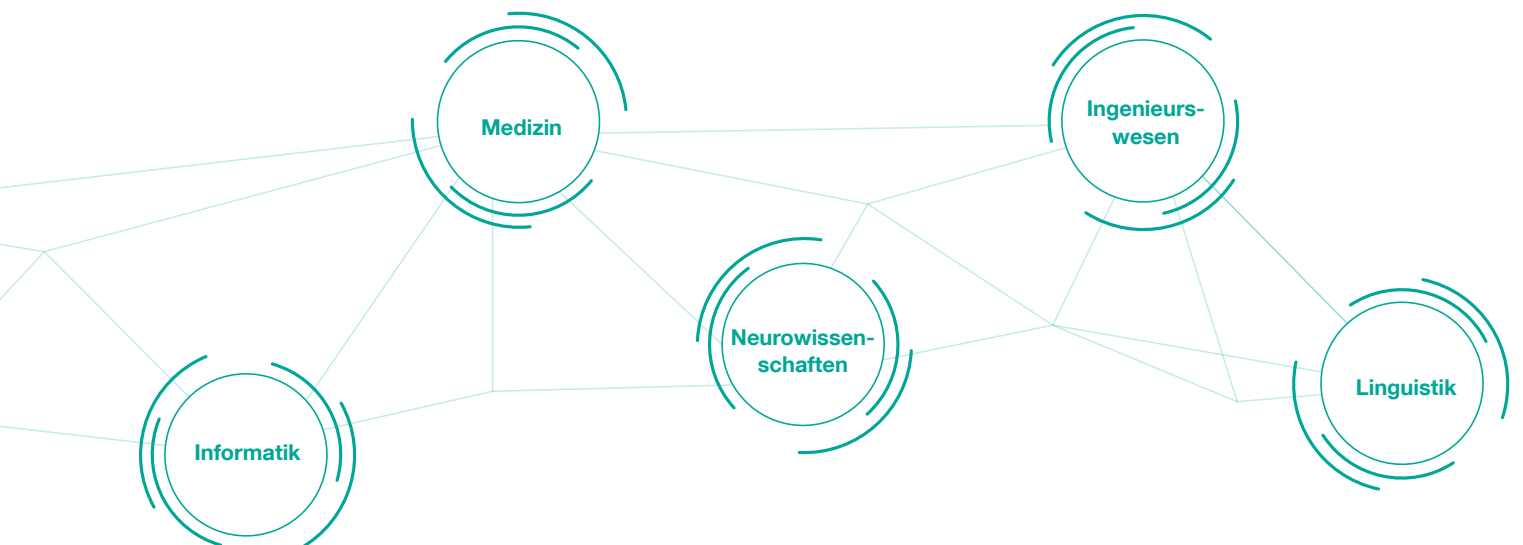 Medizin
Ingenieurs-
wesen
Neurowissen-
schaften
Linguistik
Informatik